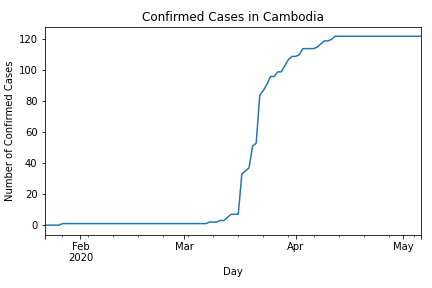 Confirmed Cases in Cambodia
Number of Confirmed Cases
120
100
80
60
40
20
0
Feb Mar Apr May
2020
Day